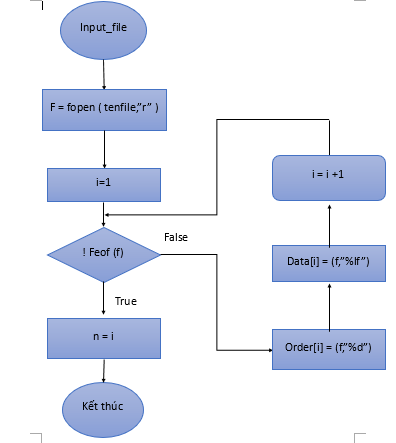 Input_file
F = fopen ( tenfile,”r” )
i=1
! Feof (f)
False
True
n = i
Kết thúc
i = i +1
Data[i] = (f,”%lf”)
Order[i] = (f,”%d”)